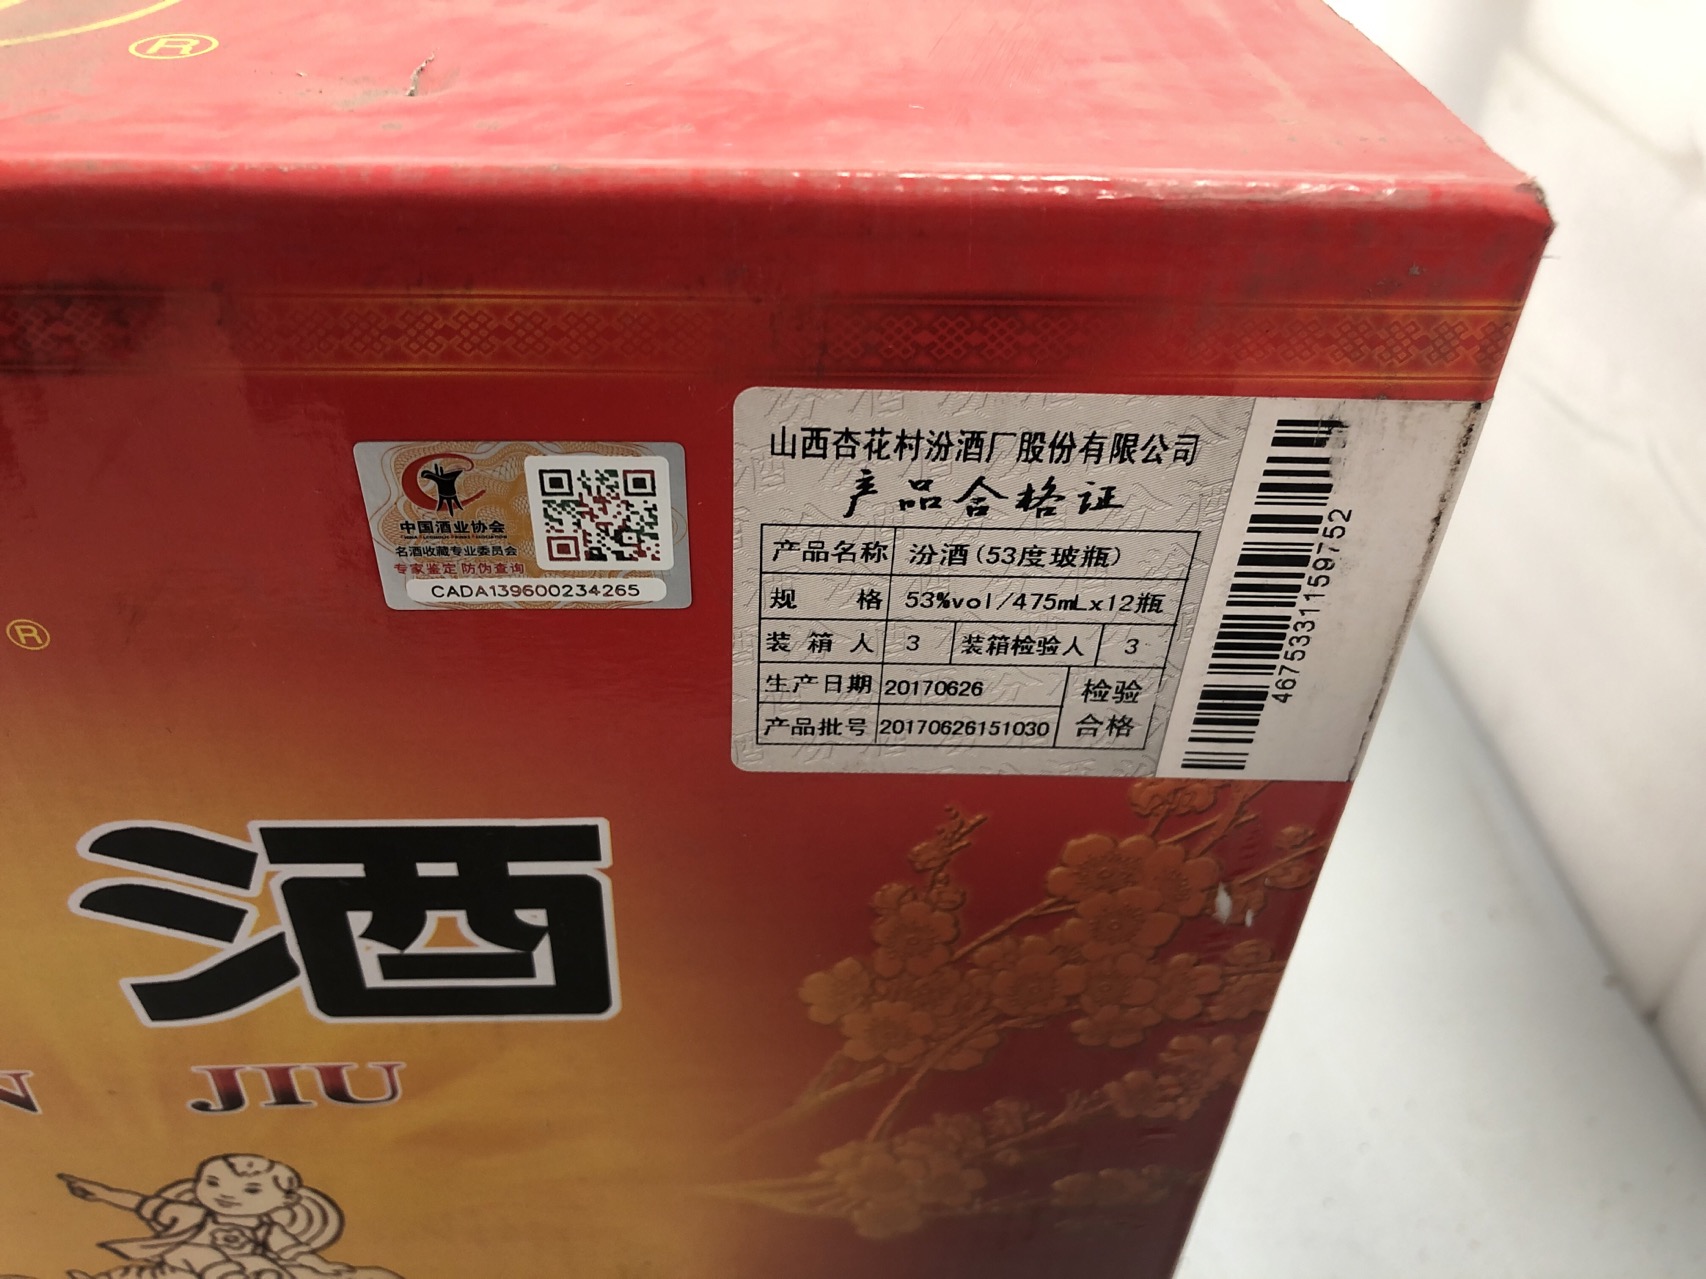 ®
中国酒业协会
名酒收藏专业委员会
专家鉴定 防伪查询
CADA139600234265
山西杏花村汾酒厂股份有限公司
产品合格证
产品名称 汾酒(53度玻瓶)
规 格 53%vol/475mLx12瓶
装箱人 3 装箱检验人 3
生产日期 20170626 检验
产品批号 20170626151030 合格
4675331159752
®
酒
N JIU